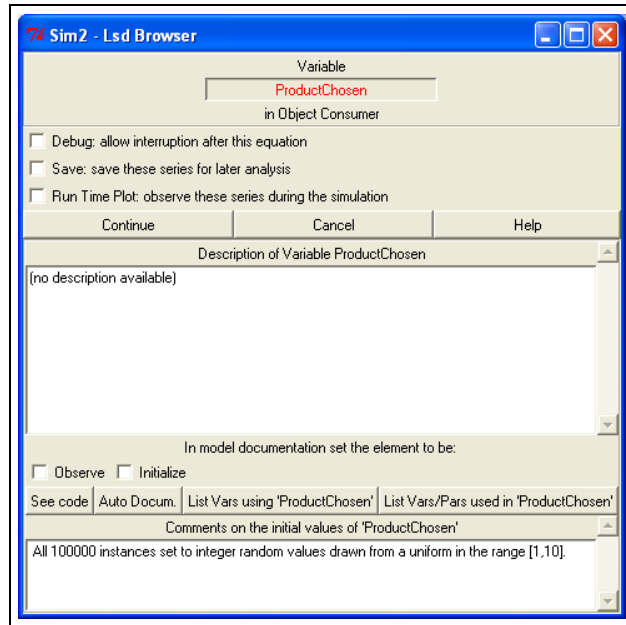 Sim2 - Lsd Browser
Variable
ProductChosen
in Object Consumer
Debug: allow interruption after this equation
Save: save these series for later analysis
Run Time Plot: observe these series during the simulation
Continue Cancel Help
Description of Variable ProductChosen
(no description available)
In model documentation set the element to be:
Observe Initialize
See code Auto Docum. List Vars using 'ProductChosen' List Vars/Pars used in 'ProductChosen'
Comments on the initial values of 'ProductChosen'
All 100000 instances set to integer random values drawn from a uniform in the range [1,10].